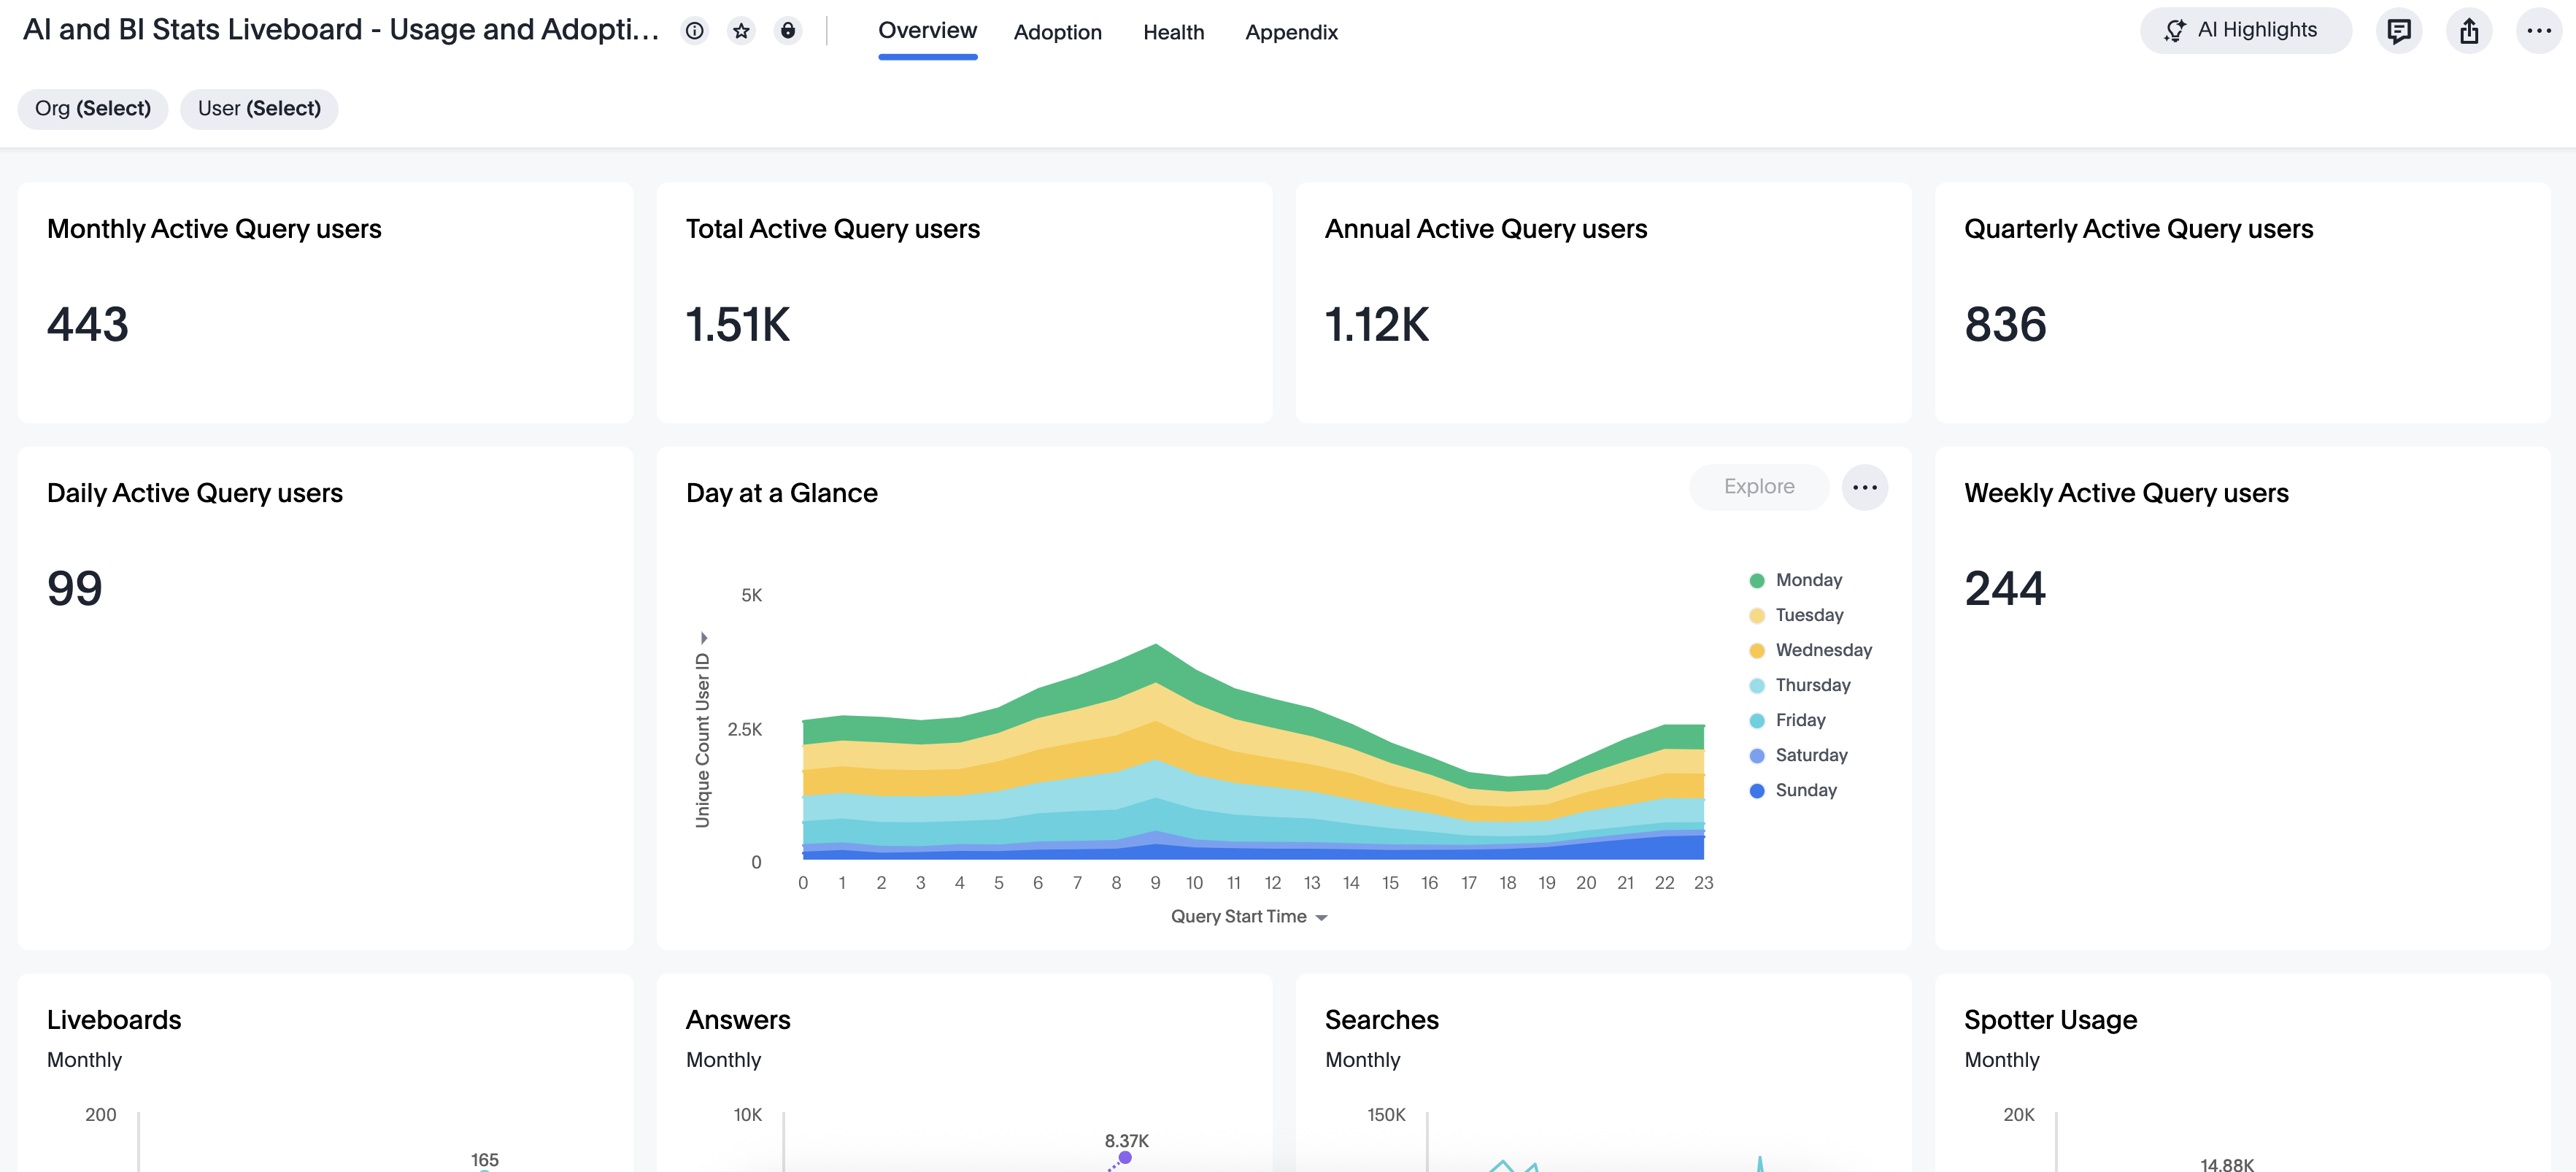 AI and BI Stats Liveboard - Usage and Adopti...
Overview
Adoption
Health
Appendix
AI Highlights
Org (Select)
User (Select)
Monthly Active Query users
443
Total Active Query users
1.51K
Annual Active Query users
1.12K
Quarterly Active Query users
836
Daily Active Query users
99
Day at a Glance
Explore
Unique Count User ID
5K
2.5K
0
0 1 2 3 4 5 6 7 8 9 10 11 12 13 14 15 16 17 18 19 20 21 22 23
Query Start Time
Monday
Tuesday
Wednesday
Thursday
Friday
Saturday
Sunday
Weekly Active Query users
244
Liveboards
Monthly
200
165
Answers
Monthly
10K
8.37K
Searches
Monthly
150K
Spotter Usage
Monthly
20K
14.88K